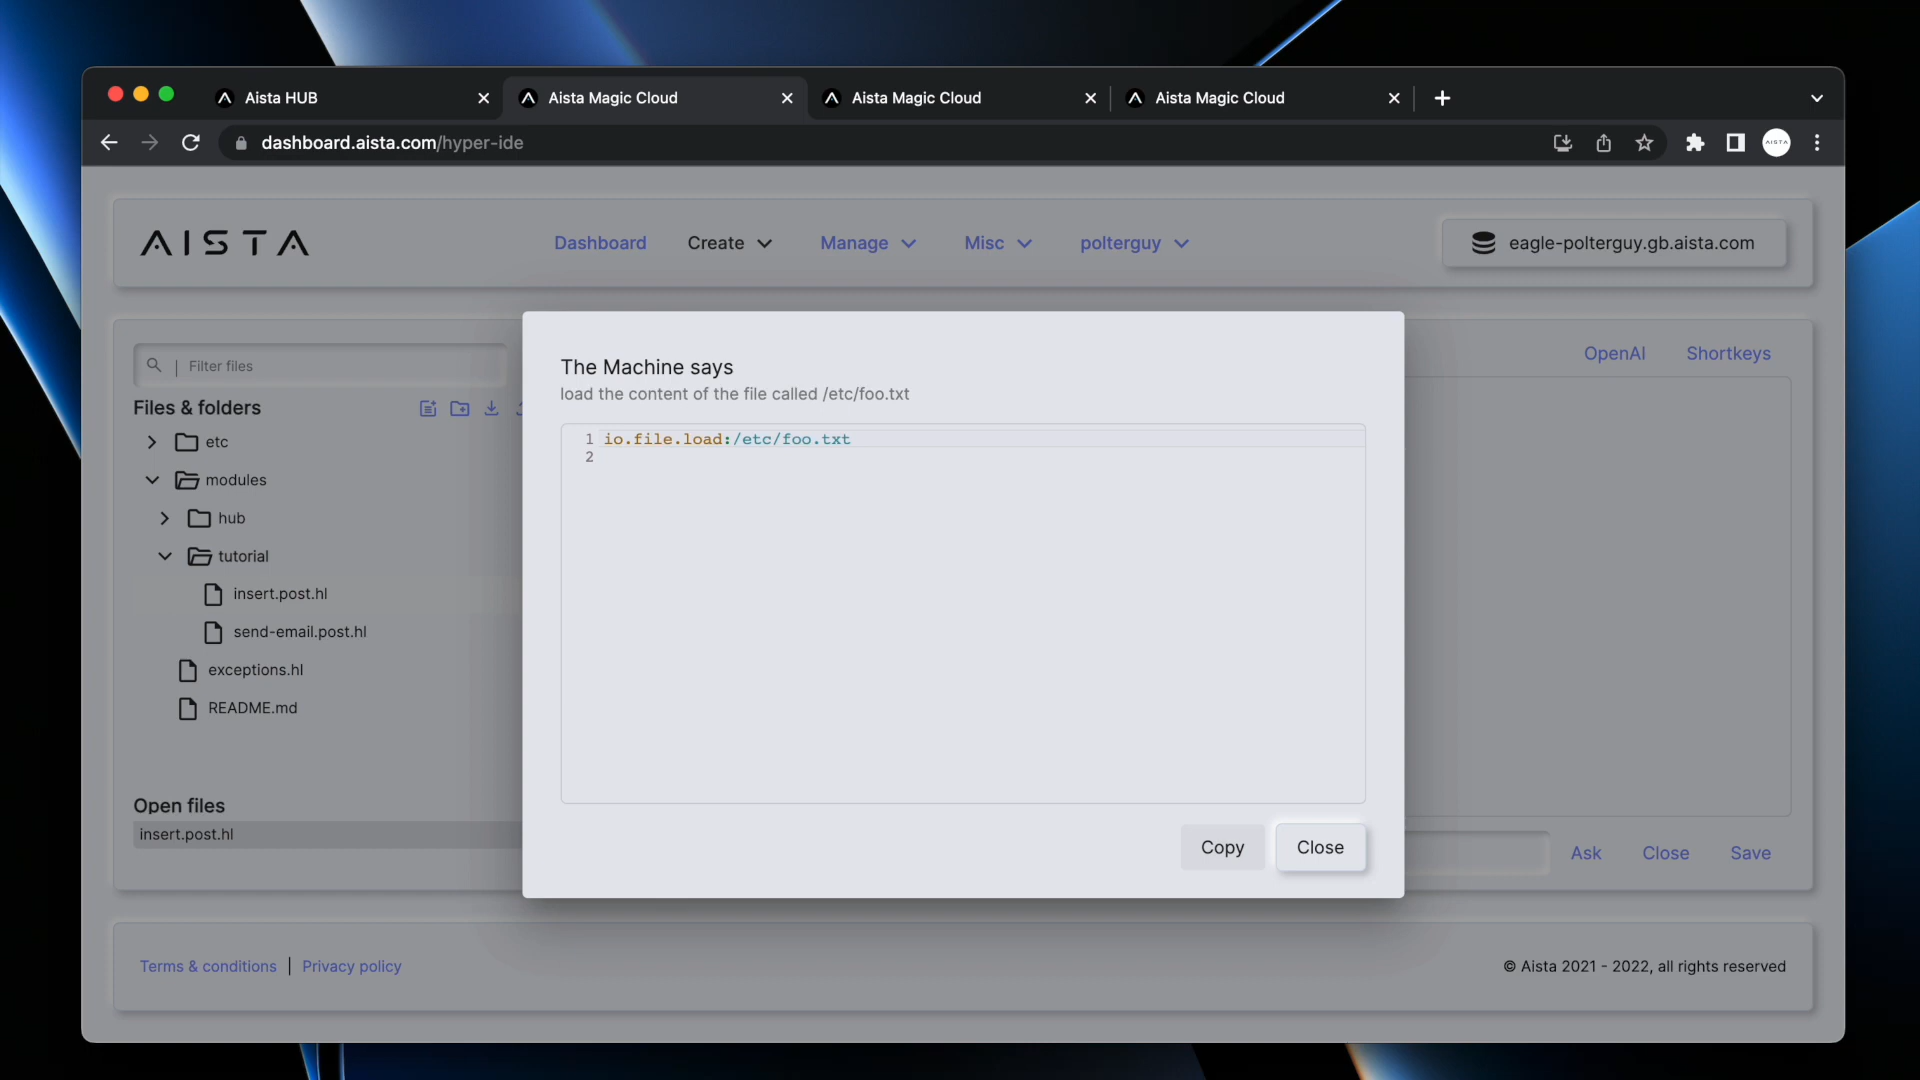 Aista HUB
Aista Magic Cloud
Aista Magic Cloud
Aista Magic Cloud
dashboard.aista.com/hyper-ide
AISTA
AISTA
Dashboard
Create
Manage
Misc
polterguy
eagle-polterguy.gb.aista.com
Filter files
Files & folders
etc
modules
hub
tutorial
insert.post.hl
send-email.post.hl
exceptions.hl
README.md
Open files
insert.post.hl
The Machine says
load the content of the file called /etc/foo.txt
1 io.file.load:/etc/foo.txt
2
Copy
Close
OpenAI
Shortkeys
Ask
Close
Save
Terms & conditions | Privacy policy
© Aista 2021 - 2022, all rights reserved